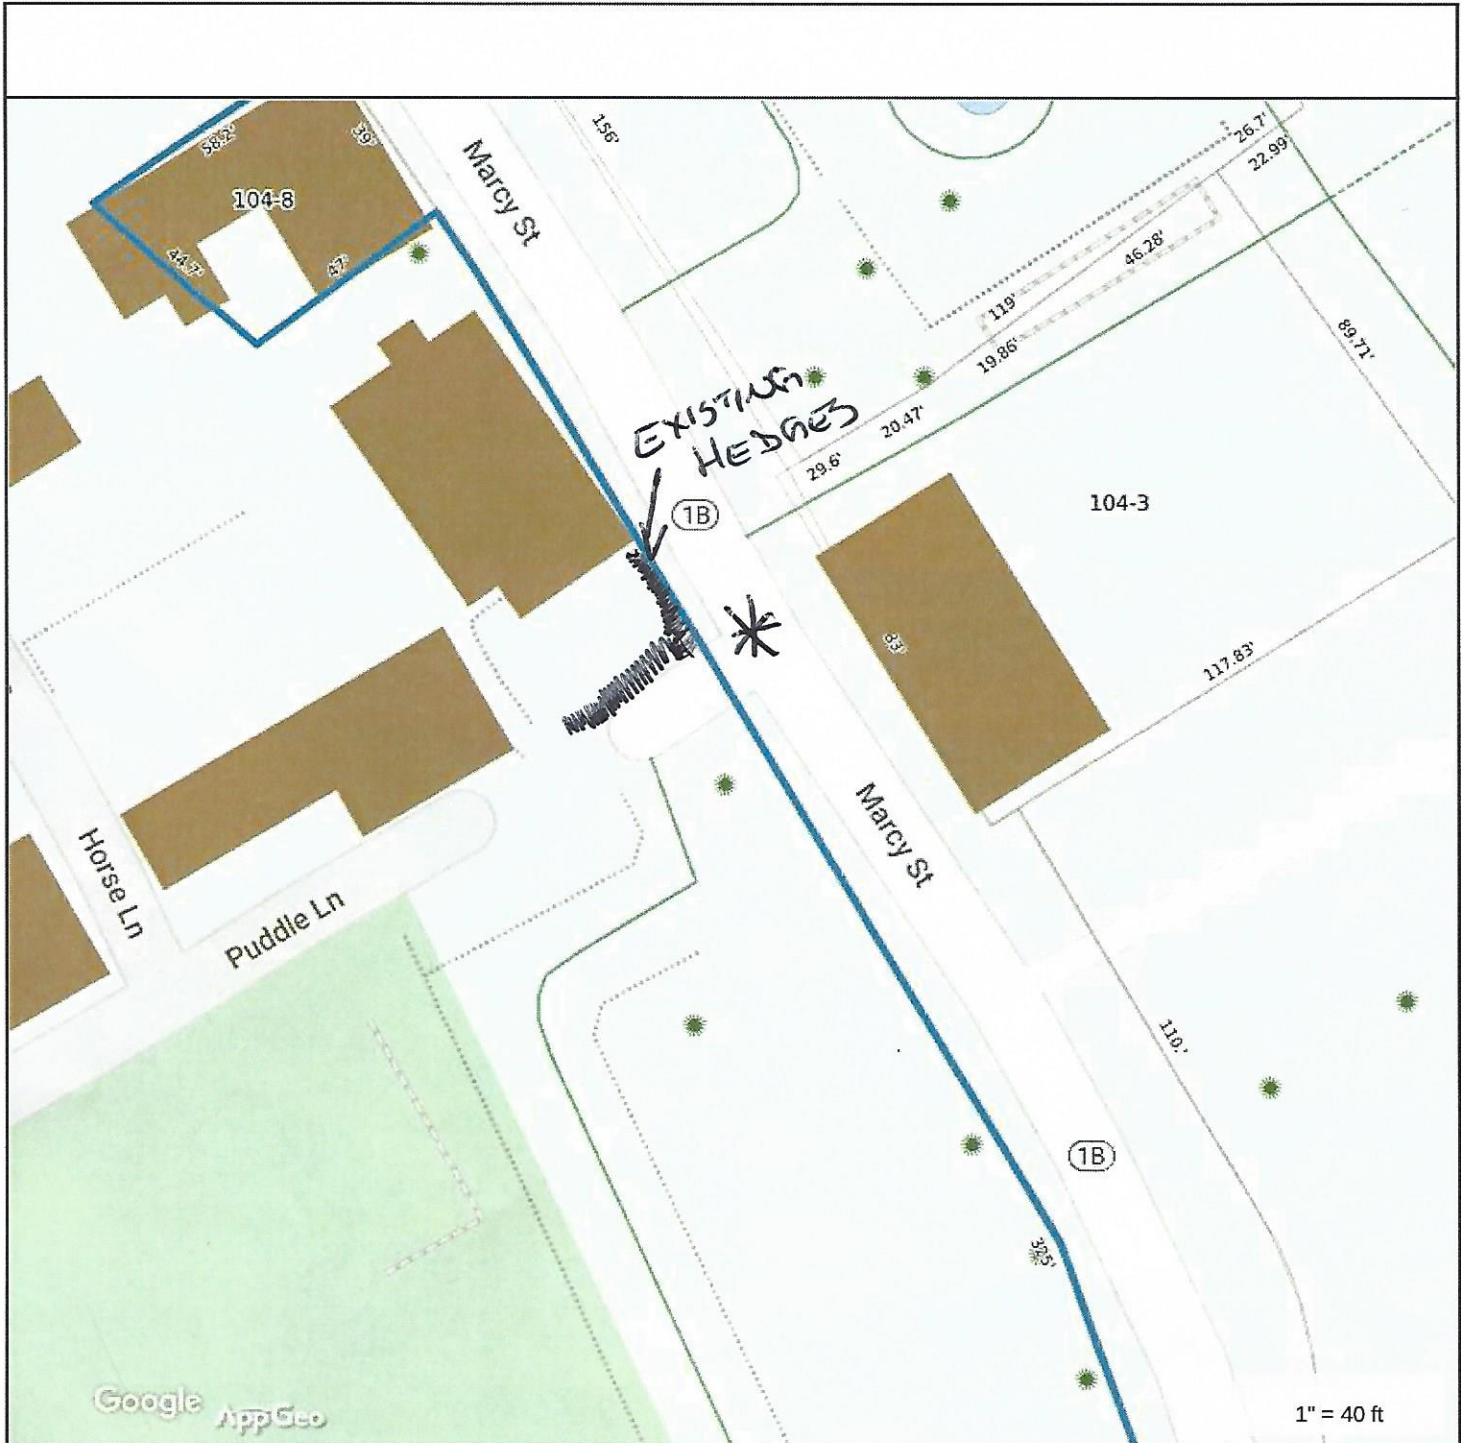 58.2'
39'
Marcy St
156'
26.7'
22.99'
104-8
44.7'
47'
46.28'
119'
19.86'
89.71'
EXISTING
HEDGES
20.47'
29.6'
1B
104-3
83'
117.83'
Marcy St
Horse Ln
Puddle Ln
110.'
1B
325'
Google
AppGeo
1" = 40 ft